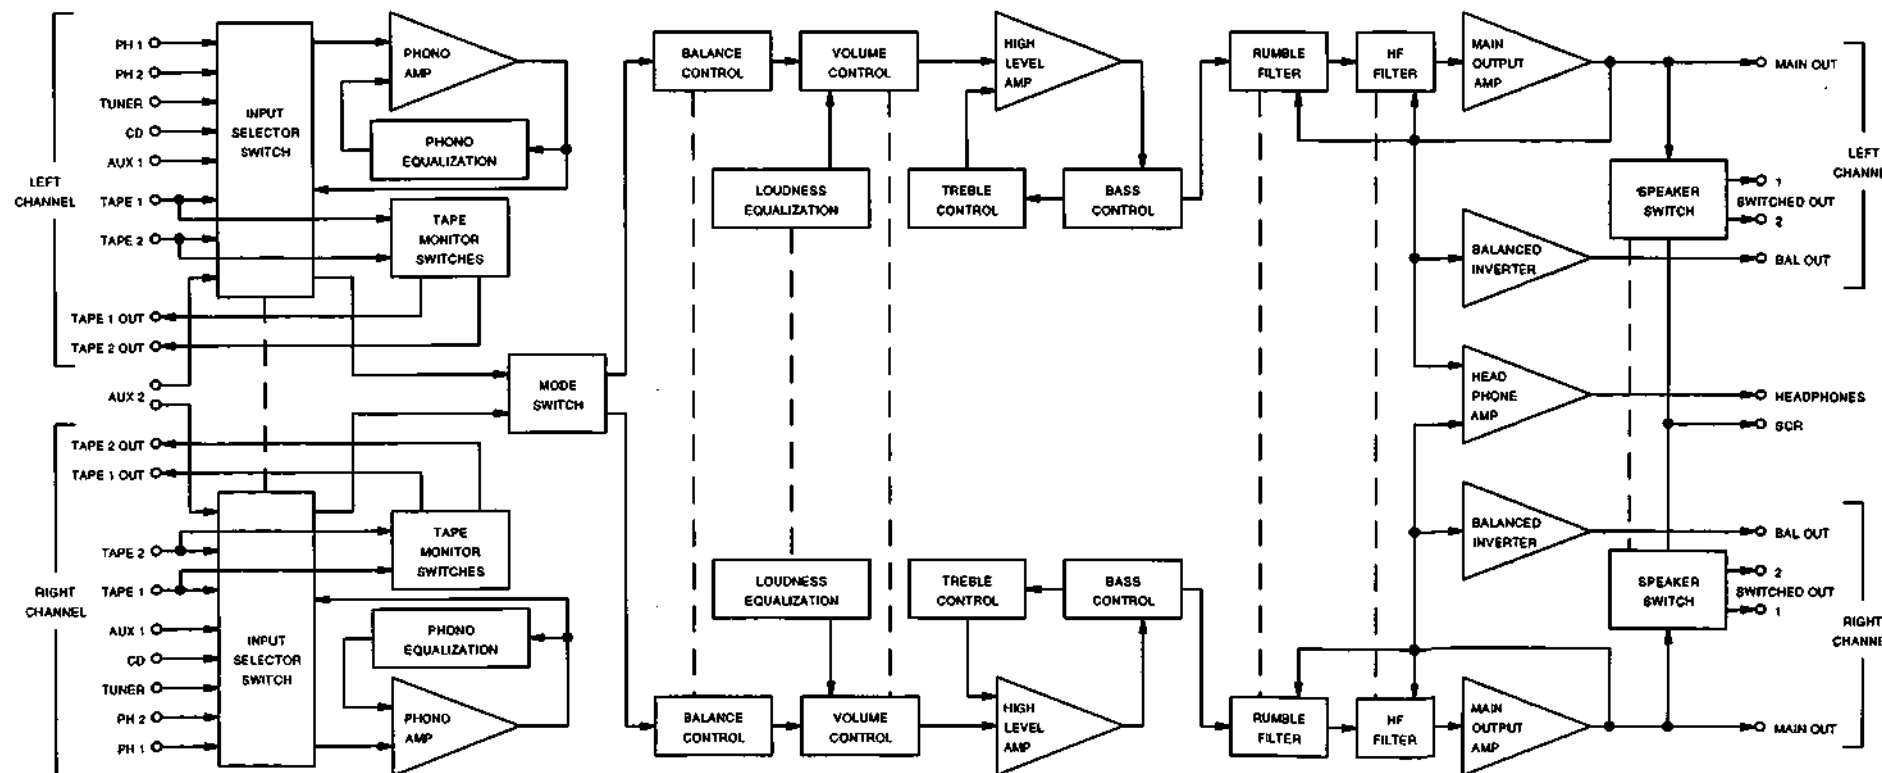 PH 1
PH 2
TUNER
CD
AUX 1
TAPE 1
TAPE 2
TAPE 1 OUT
TAPE 2 OUT
LEFT
CHANNEL
INPUT
SELECTOR
SWITCH
PHONO
AMP
PHONO
EQUALIZATION
TAPE
MONITOR
SWITCHES
AUX 2
MODE
SWITCH
BALANCE
CONTROL
VOLUME
CONTROL
LOUDNESS
EQUALIZATION
HIGH
LEVEL
AMP
TREBLE
CONTROL
BASS
CONTROL
RUMBLE
FILTER
HF
FILTER
MAIN
OUTPUT
AMP
MAIN OUT
SPEAKER
SWITCH
1
SWITCHED OUT
2
LEFT
CHANNEL
BALANCED
INVERTER
BAL OUT
HEAD
PHONE
AMP
HEADPHONES
SCR
TAPE 2 OUT
TAPE 1 OUT
TAPE 2
TAPE 1
AUX 1
CD
TUNER
PH 2
PH 1
RIGHT
CHANNEL
INPUT
SELECTOR
SWITCH
TAPE
MONITOR
SWITCHES
PHONO
EQUALIZATION
PHONO
AMP
LOUDNESS
EQUALIZATION
TREBLE
CONTROL
BASS
CONTROL
BALANCE
CONTROL
VOLUME
CONTROL
HIGH
LEVEL
AMP
RUMBLE
FILTER
HF
FILTER
MAIN
OUTPUT
AMP
BALANCED
INVERTER
BAL OUT
SPEAKER
SWITCH
2
SWITCHED OUT
1
RIGHT
CHANNEL
MAIN OUT